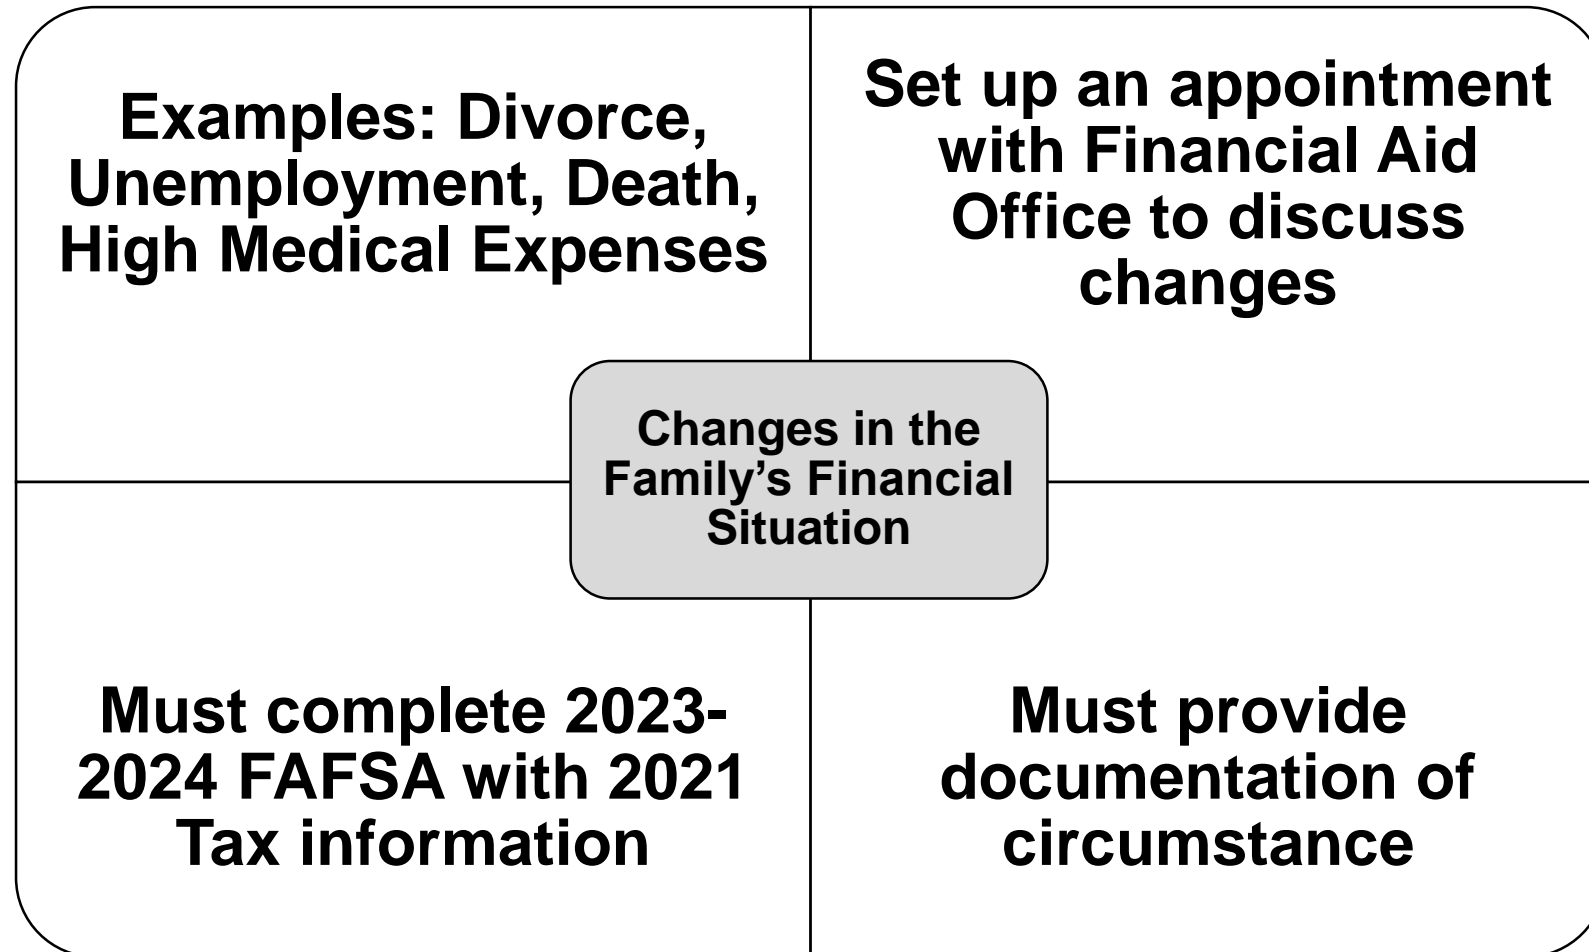 Examples: Divorce,
Unemployment, Death,
High Medical Expenses
Set up an appointment
with Financial Aid
Office to discuss
changes
Changes in the
Family’s Financial
Situation
Must complete 2023-
2024 FAFSA with 2021
Tax information
Must provide
documentation of
circumstance